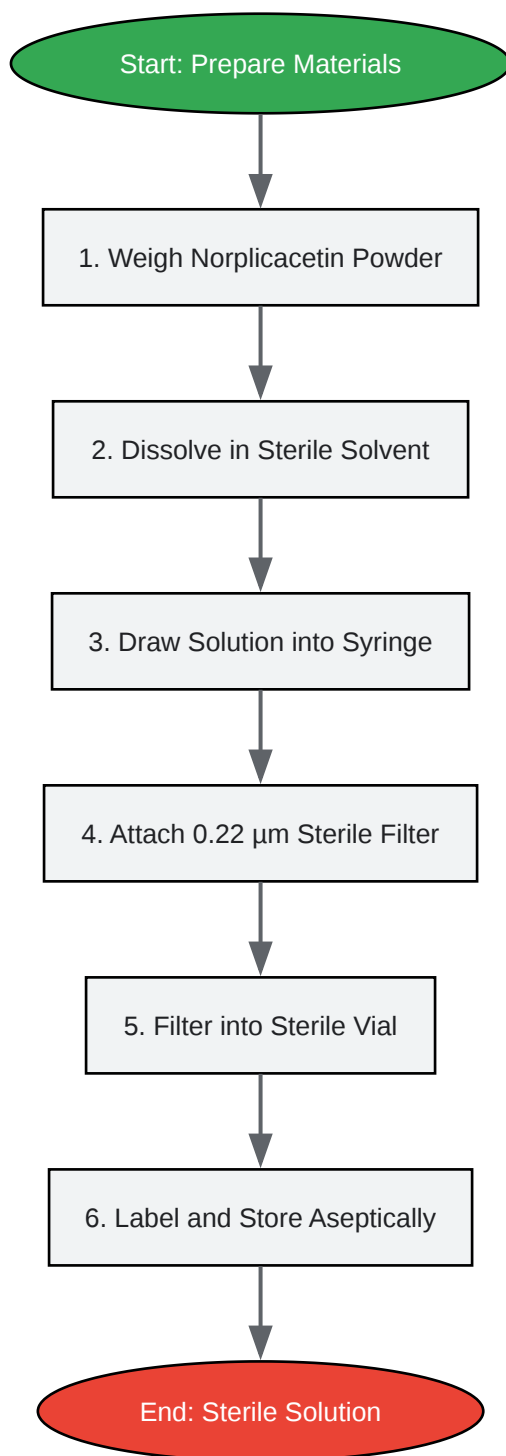 Start: Prepare Materials
1. Weigh Norplicacetin Powder
2. Dissolve in Sterile Solvent
3. Draw Solution into Syringe
4. Attach 0.22 µm Sterile Filter
5. Filter into Sterile Vial
6. Label and Store Aseptically
End: Sterile Solution